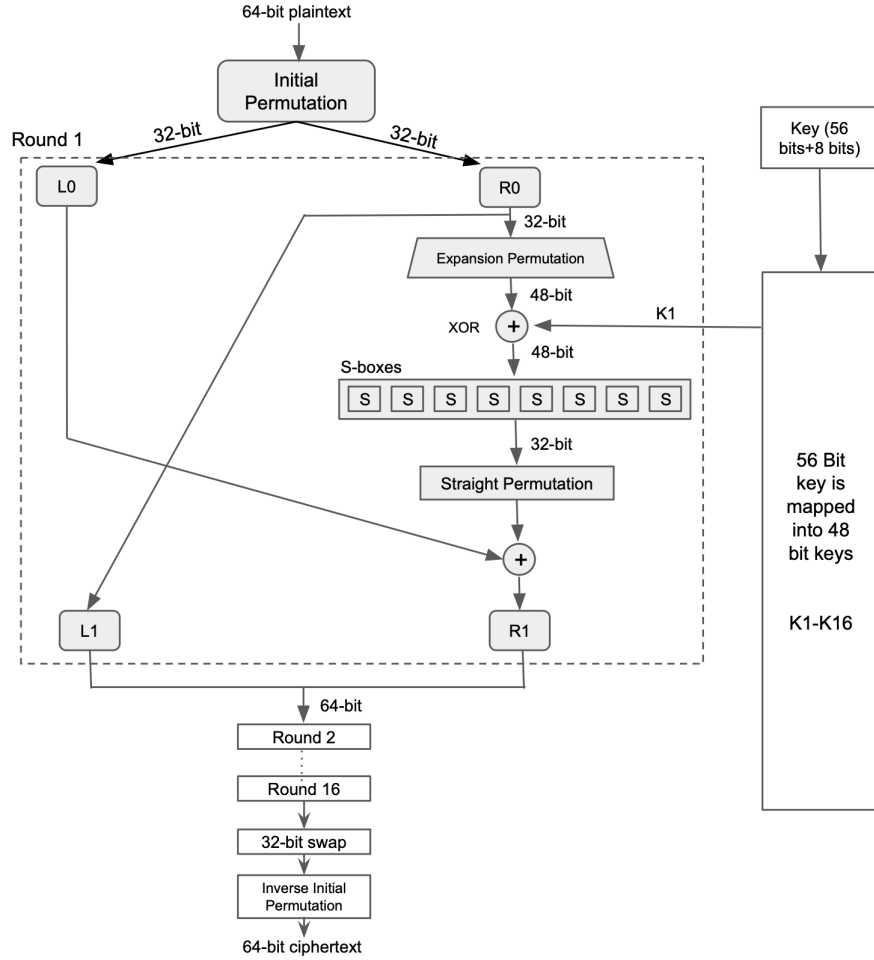 64-bit plaintext
Initial
Permutation
32-bit
32-bit
Round 1
Key (56
bits+8 bits)
L0
R0
32-bit
Expansion Permutation
48-bit
K1
XOR
+
48-bit
S-boxes
S S S S S S S S
32-bit
Straight Permutation
56 Bit
key is
mapped
into 48
bit keys
K1-K16
+
L1
R1
64-bit
Round 2
Round 16
32-bit swap
Inverse Initial
Permutation
64-bit ciphertext